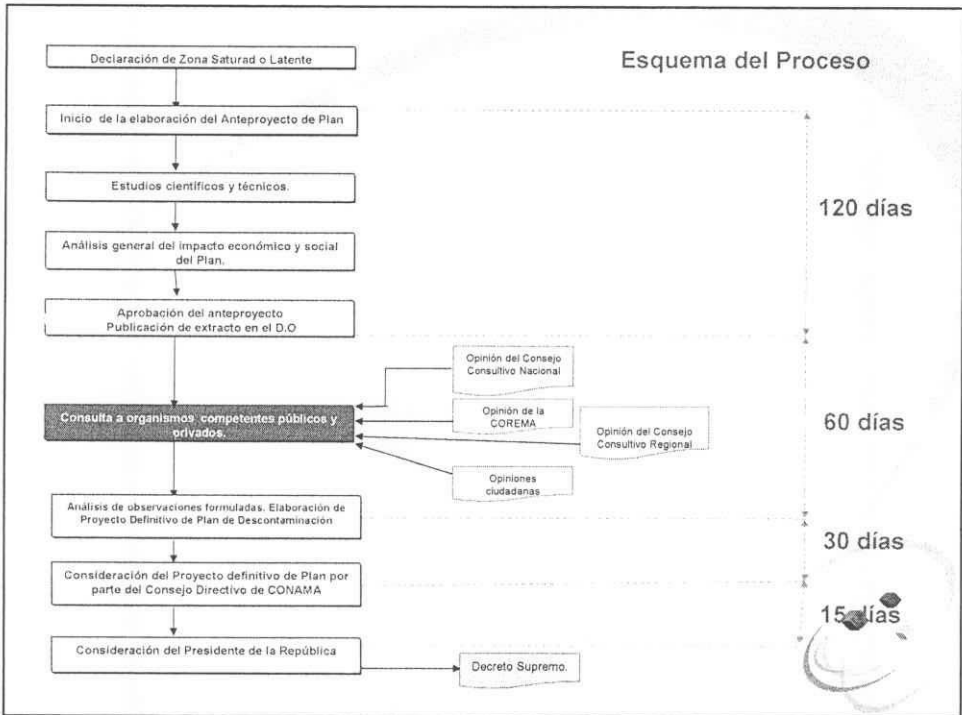 Esquema del Proceso
Declaración de Zona Saturad o Latente
Inicio de la elaboración del Anteproyecto de Plan
Estudios científicos y técnicos.
Análisis general del impacto económico y social
del Plan.
Aprobación del anteproyecto
Publicación de extracto en el D.O
120 días
Opinión del Consejo
Consultivo Nacional
Consulta a organismos competentes públicos y
privados.
Opinión de la
COREMA
Opinión del Consejo
Consultivo Regional
Opiniones
ciudadanas
60 días
Análisis de observaciones formuladas. Elaboración de
Proyecto Definitivo de Plan de Descontaminación
30 días
Consideración del Proyecto definitivo de Plan por
parte del Consejo Directivo de CONAMA
15 días
Consideración del Presidente de la República
Decreto Supremo.